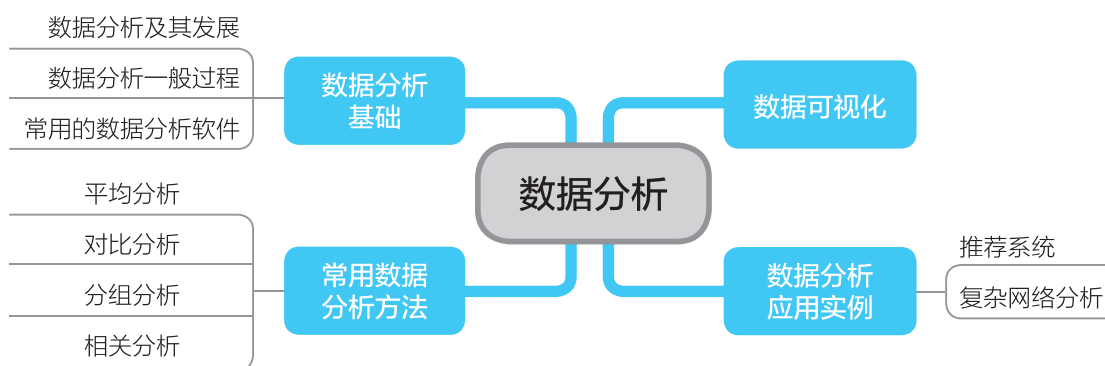 数据分析及其发展
数据分析一般过程
常用的数据分析软件
数据分析
基础
平均分析
对比分析
分组分析
相关分析
常用数据
分析方法
数据分析
数据可视化
数据分析
应用实例
推荐系统
复杂网络分析